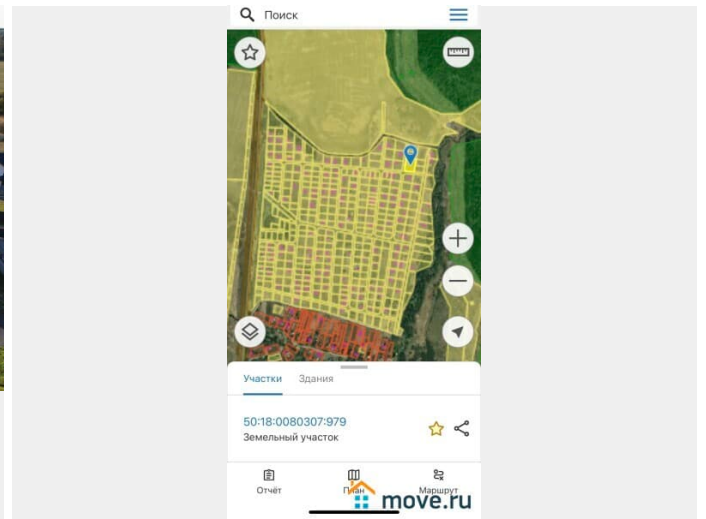 Поиск
Участки Здания
50:18:0080307:979
Земельный участок
Отчёт План Маршрут
move.ru